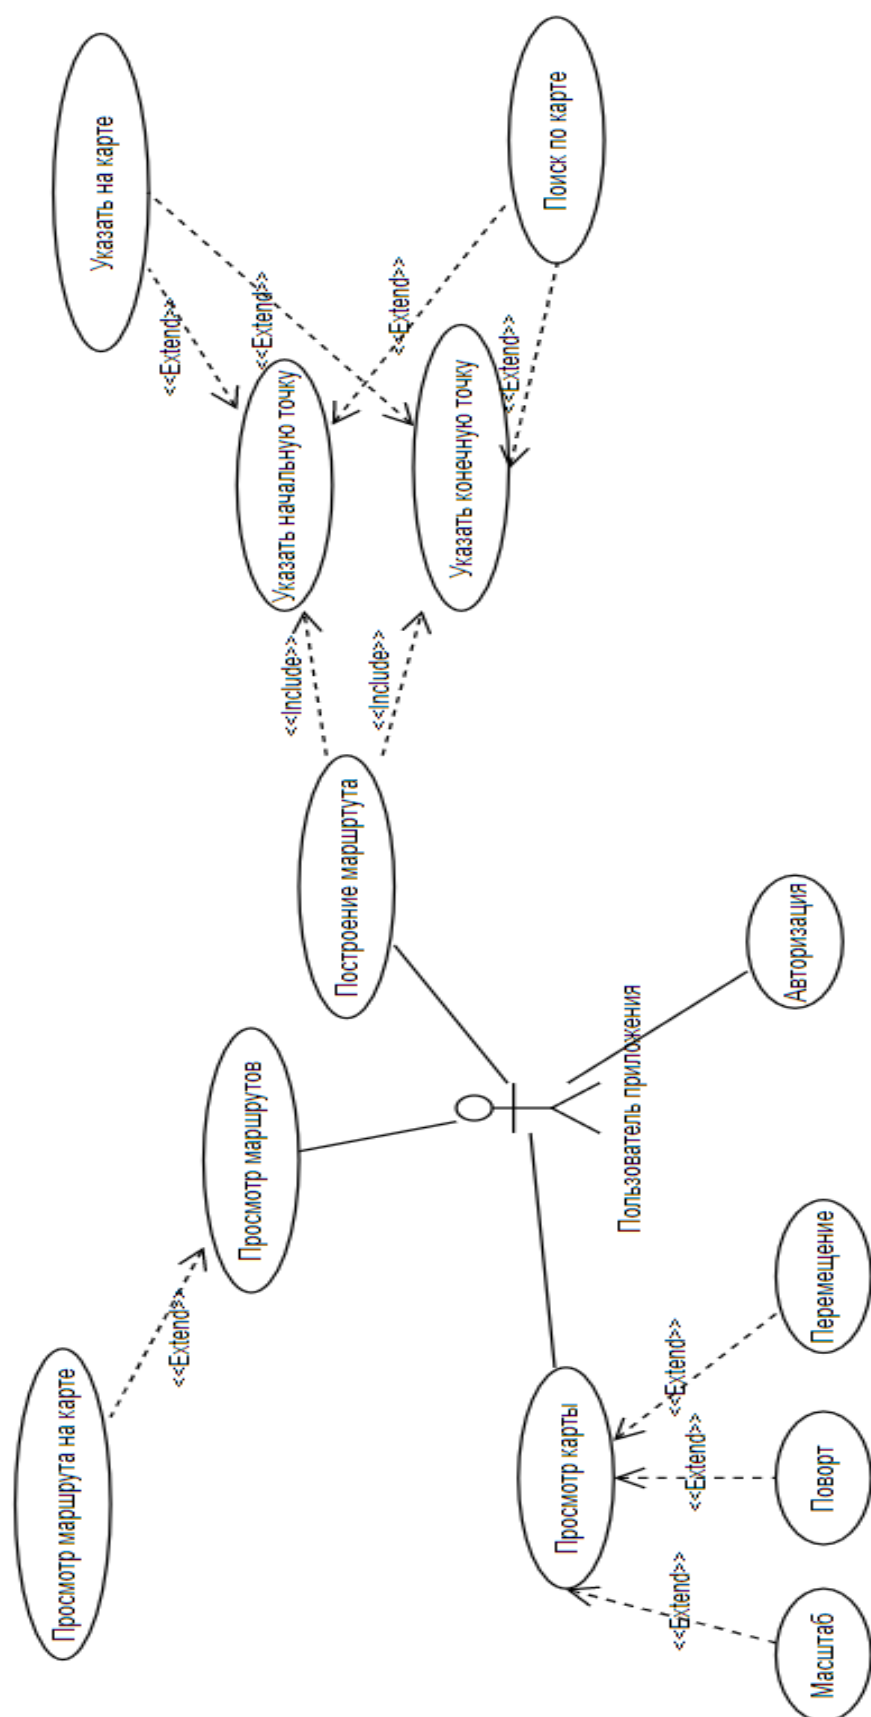 Просмотр маршрута на карте
Указать на карте
<<Extend>>
<<Extend>>
Просмотр маршрутов
<<Extend>>
Указать начальную точку
<<Include>>
Построение маршртута
<<Include>>
<<Extend>>
Указать конечную точку
<<Extend>>
Поиск по карте
Просмотр карты
Пользователь приложения
<<Extend>>
<<Extend>>
<<Extend>>
Авторизация
Масштаб
Поворт
Перемещение